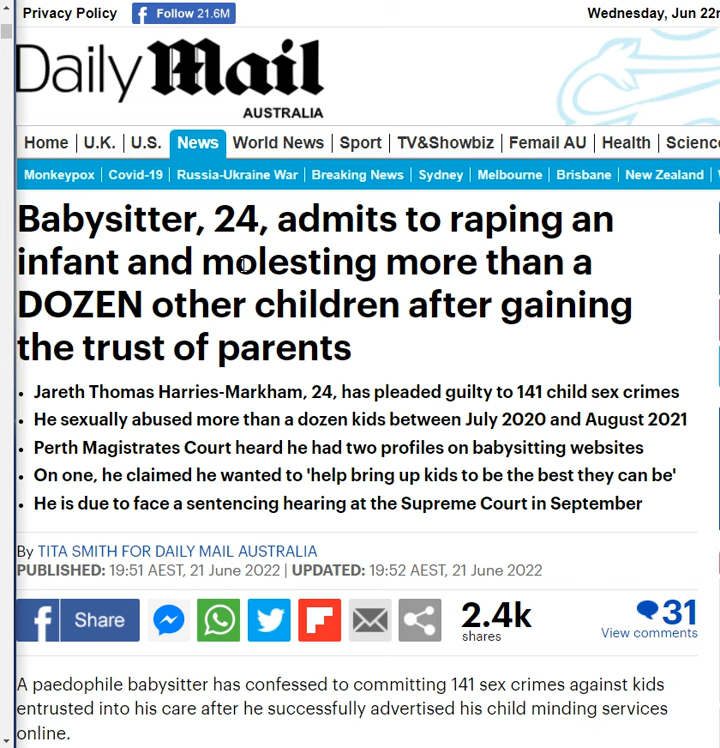 Privacy Policy
Follow 21.6M
Wednesday, Jun 22
Daily Mail
AUSTRALIA
Home | U.K. | U.S. News World News | Sport | TV&Showbiz | Femail AU | Health | Scienc
Monkeypox | Covid-19 | Russia-Ukraine War | Breaking News | Sydney | Melbourne | Brisbane | New Zealand |
Babysitter, 24, admits to raping an
infant and molesting more than a
DOZEN other children after gaining
the trust of parents
• Jareth Thomas Harries-Markham, 24, has pleaded guilty to 141 child sex crimes
• He sexually abused more than a dozen kids between July 2020 and August 2021
• Perth Magistrates Court heard he had two profiles on babysitting websites
• On one, he claimed he wanted to 'help bring up kids to be the best they can be'
• He is due to face a sentencing hearing at the Supreme Court in September
By TITA SMITH FOR DAILY MAIL AUSTRALIA
PUBLISHED: 19:51 AEST, 21 June 2022 | UPDATED: 19:52 AEST, 21 June 2022
Share
2.4k
shares
31
View comments
A paedophile babysitter has confessed to committing 141 sex crimes against kids
entrusted into his care after he successfully advertised his child minding services
online.